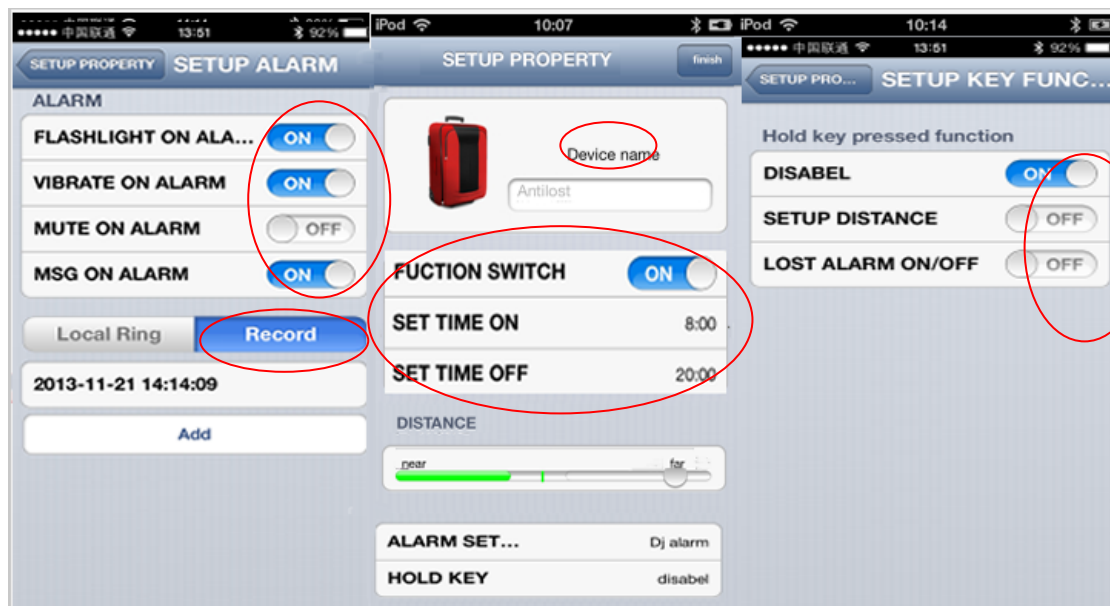 中国联通 13:51 92%
SETUP PROPERTY SETUP ALARM
ALARM
FLASHLIGHT ON ALA... ON
VIBRATE ON ALARM ON
MUTE ON ALARM OFF
MSG ON ALARM ON
Local Ring Record
2013-11-21 14:14:09
Add
iPod 10:07
SETUP PROPERTY finish
Device name
Antilost
FUCTION SWITCH ON
SET TIME ON 8:00
SET TIME OFF 20:00
DISTANCE
near far
ALARM SET... Dj alarm
HOLD KEY disabel
iPod 10:14
中国联通 13:51 92%
SETUP PRO... SETUP KEY FUNC...
Hold key pressed function
DISABEL ON
SETUP DISTANCE OFF
LOST ALARM ON/OFF OFF